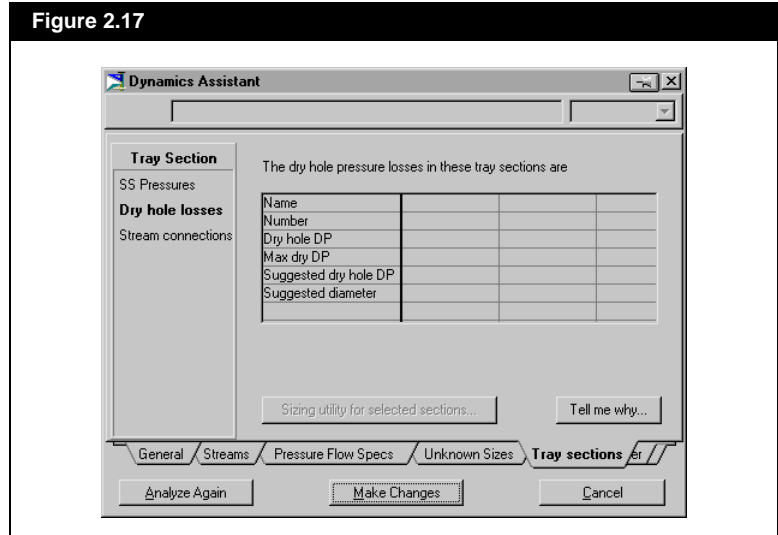 Figure 2.17
Dynamics Assistant
Tray Section
SS Pressures
Dry hole losses
Stream connections
The dry hole pressure losses in these tray sections are
Name
Number
Dry hole DP
Max dry DP
Suggested dry hole DP
Suggested diameter
Sizing utility for selected sections...
Tell me why...
General Streams Pressure Flow Specs Unknown Sizes Tray sections er
Analyze Again Make Changes Cancel